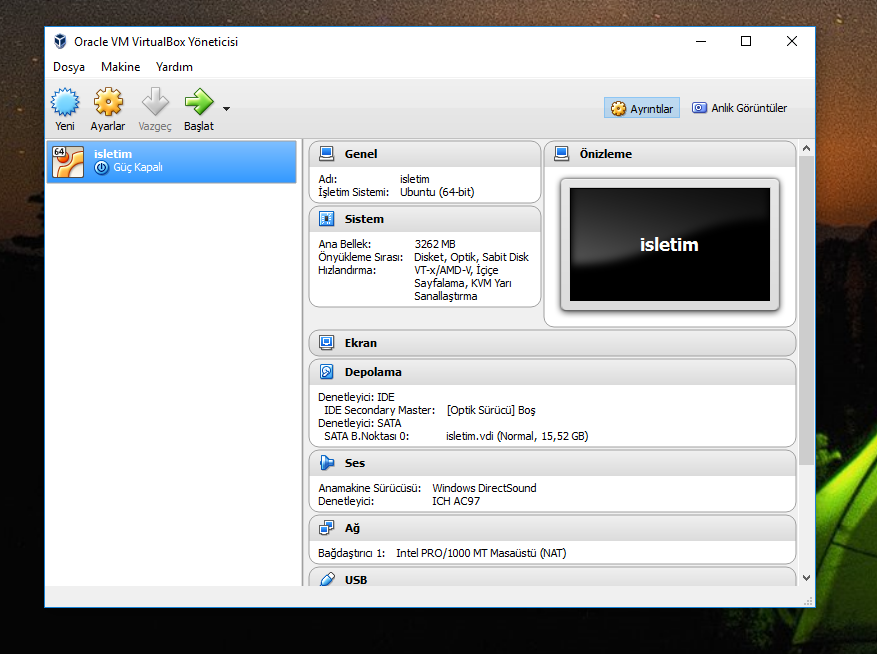 Oracle VM VirtualBox Yöneticisi
Dosya Makine Yardım
Yeni Ayarlar Vazgeç Başlat
Ayrıntılar Anlık Görüntüler
64
isletim
Güç Kapalı
Genel
Adı: isletim
İşletim Sistemi: Ubuntu (64-bit)
Sistem
Ana Bellek: 3262 MB
Önyükleme Sırası: Disket, Optik, Sabit Disk
Hızlandırma: VT-x/AMD-V, İçiçe
Sayfalama, KVM Yarı
Sanallaştırma
Önizleme
isletim
Ekran
Depolama
Denetleyici: IDE
IDE Secondary Master: [Optik Sürücü] Boş
Denetleyici: SATA
SATA B.Noktası 0: isletim.vdi (Normal, 15,52 GB)
Ses
Anamakine Sürücüsü: Windows DirectSound
Denetleyici: ICH AC97
Ağ
Bağdaştırıcı 1: Intel PRO/1000 MT Masaüstü (NAT)
USB